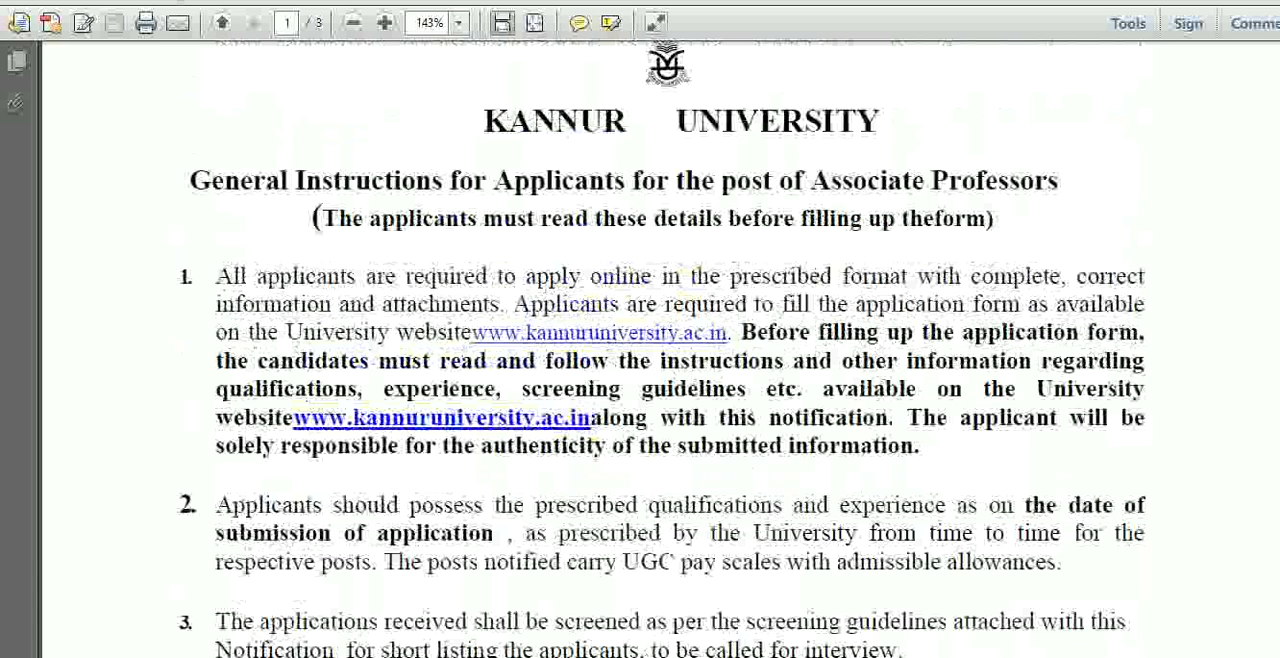 1 / 3 143% Tools Sign Comme
KANNUR UNIVERSITY
General Instructions for Applicants for the post of Associate Professors
(The applicants must read these details before filling up theform)
1. All applicants are required to apply online in the prescribed format with complete, correct
information and attachments. Applicants are required to fill the application form as available
on the University websitewww.kannuruniversity.ac.in. Before filling up the application form,
the candidates must read and follow the instructions and other information regarding
qualifications, experience, screening guidelines etc. available on the University
websitewww.kannuruniversity.ac.inalong with this notification. The applicant will be
solely responsible for the authenticity of the submitted information.
2. Applicants should possess the prescribed qualifications and experience as on the date of
submission of application , as prescribed by the University from time to time for the
respective posts. The posts notified carry UGC pay scales with admissible allowances.
3. The applications received shall be screened as per the screening guidelines attached with this
Notification for short listing the applicants, to be called for interview.